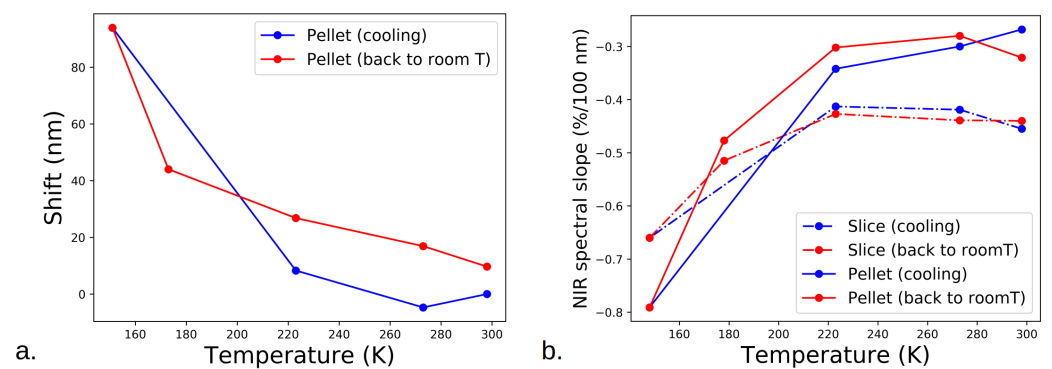 Pellet (cooling)
Pellet (back to room T)
80
60
40
20
0
160 180 200 220 240 260 280 300
Shift (nm)
Temperature (K)
a.
−0.3
−0.4
−0.5
−0.6
−0.7
−0.8
NIR spectral slope (%/100 nm)
Slice (cooling)
Slice (back to roomT)
Pellet (cooling)
Pellet (back to roomT)
160 180 200 220 240 260 280 300
Temperature (K)
b.